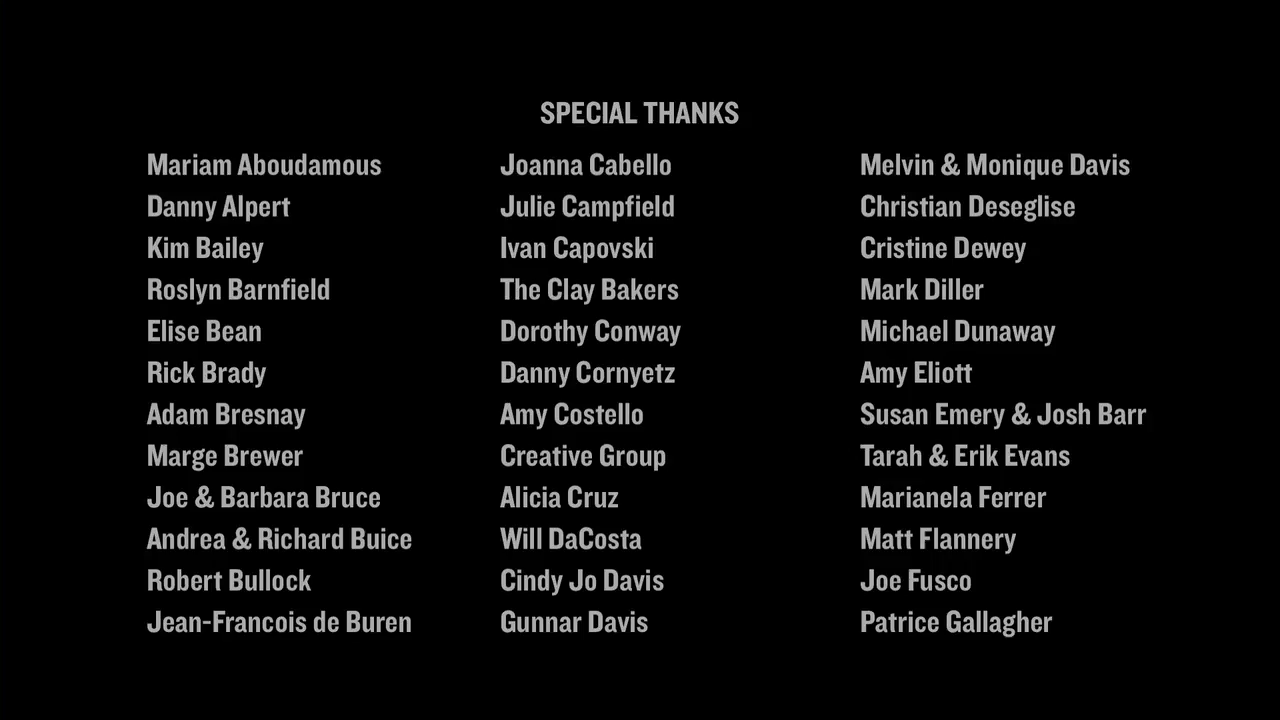 SPECIAL THANKS
Mariam Aboudamous
Danny Alpert
Kim Bailey
Roslyn Barnfield
Elise Bean
Rick Brady
Adam Bresnay
Marge Brewer
Joe & Barbara Bruce
Andrea & Richard Buice
Robert Bullock
Jean-Francois de Buren
Joanna Cabello
Julie Campfield
Ivan Capovski
The Clay Bakers
Dorothy Conway
Danny Cornyetz
Amy Costello
Creative Group
Alicia Cruz
Will DaCosta
Cindy Jo Davis
Gunnar Davis
Melvin & Monique Davis
Christian Deseglise
Cristine Dewey
Mark Diller
Michael Dunaway
Amy Eliott
Susan Emery & Josh Barr
Tarah & Erik Evans
Marianela Ferrer
Matt Flannery
Joe Fusco
Patrice Gallagher